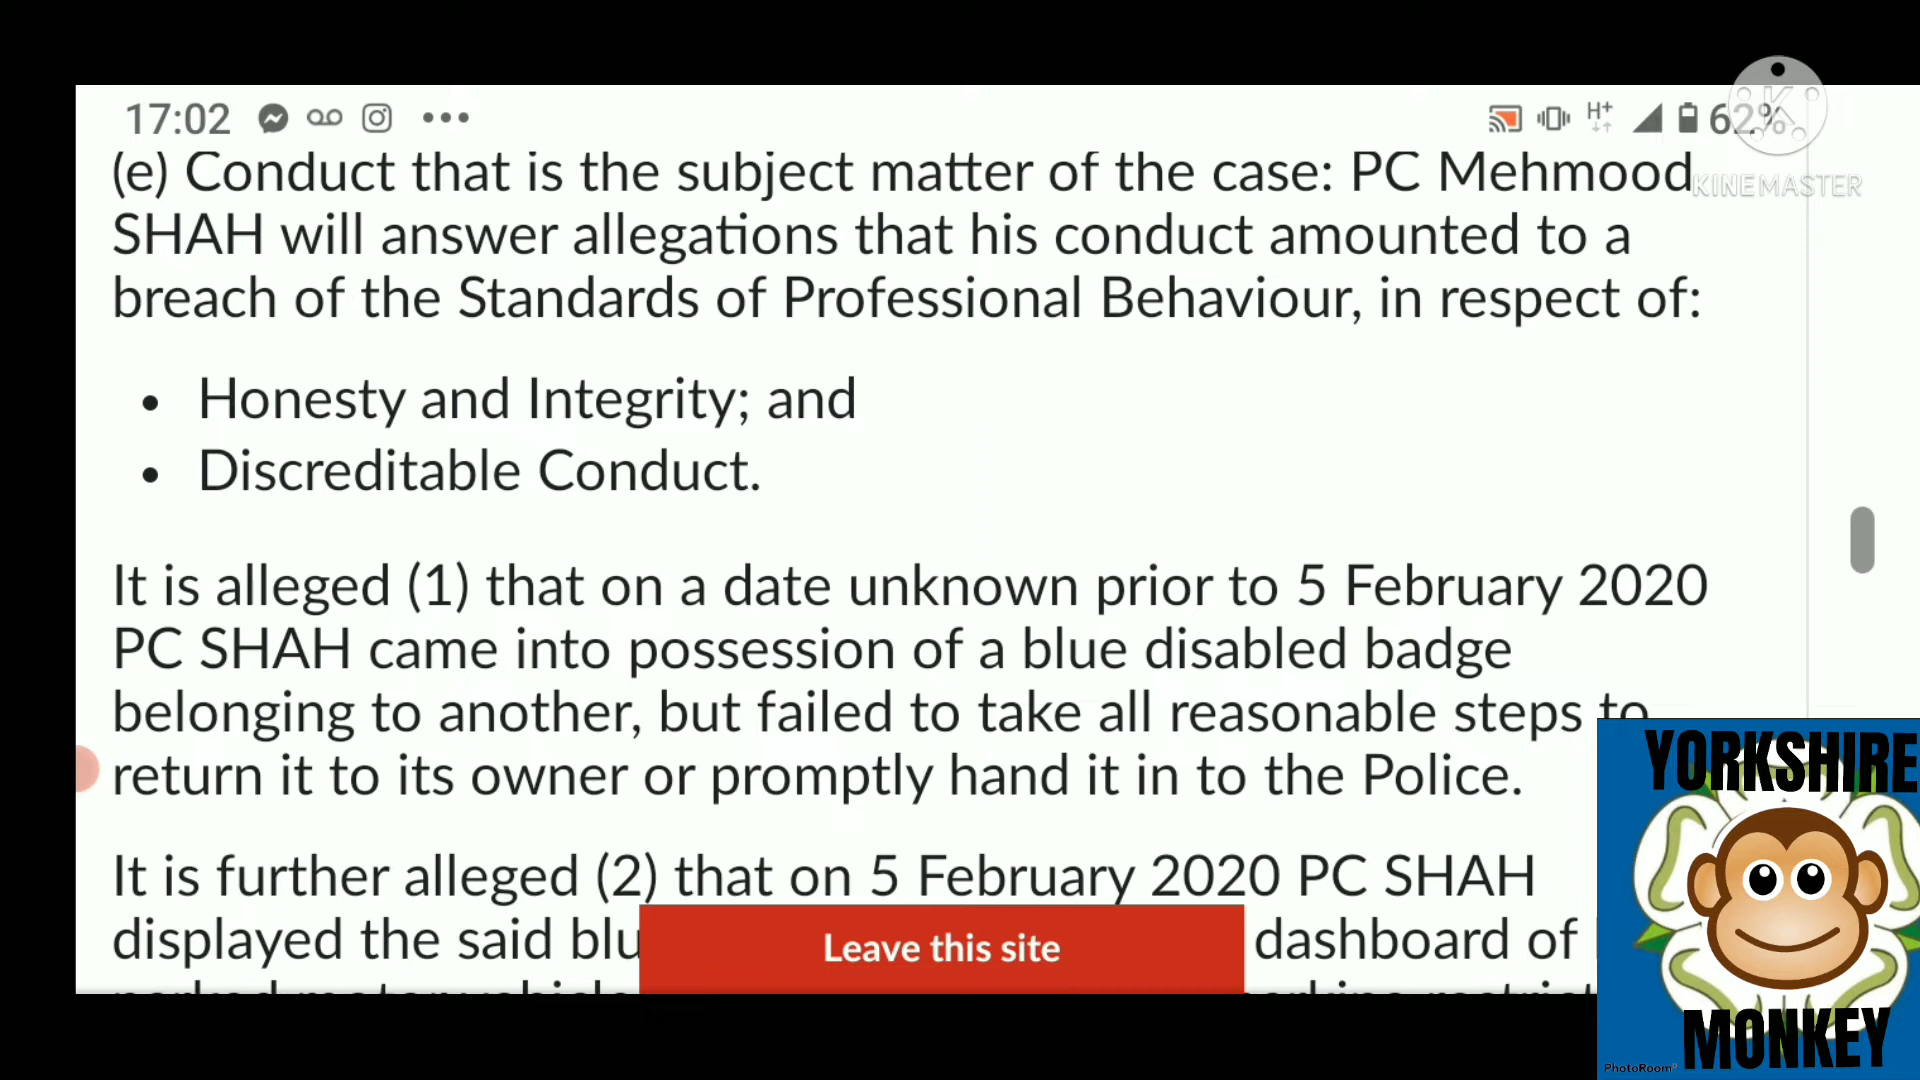 17:02
H+
62%
KINEMASTER
(e) Conduct that is the subject matter of the case: PC Mehmood
SHAH will answer allegations that his conduct amounted to a
breach of the Standards of Professional Behaviour, in respect of:
• Honesty and Integrity; and
• Discreditable Conduct.
It is alleged (1) that on a date unknown prior to 5 February 2020
PC SHAH came into possession of a blue disabled badge
belonging to another, but failed to take all reasonable steps to
return it to its owner or promptly hand it in to the Police.
It is further alleged (2) that on 5 February 2020 PC SHAH
displayed the said blu
dashboard of
Leave this site
YORKSHIRE
MONKEY
PhotoRoom